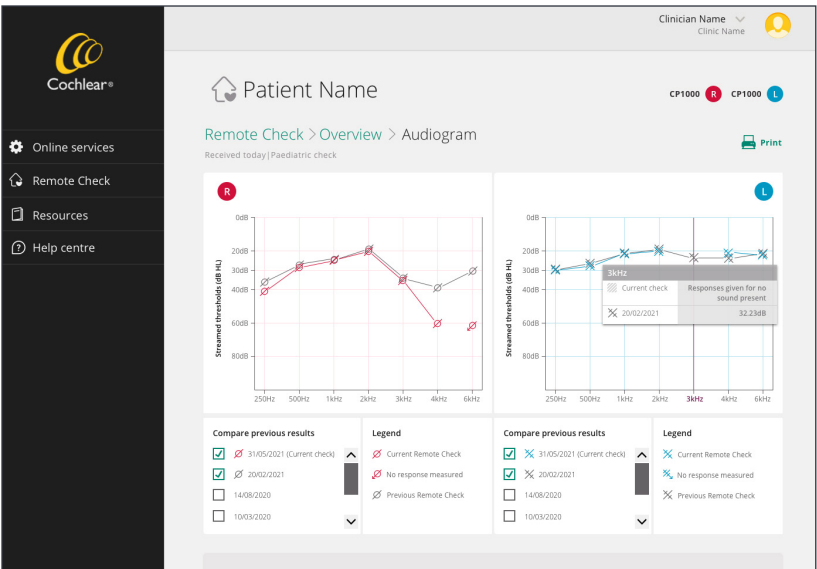 Clinician Name
Clinic Name
Cochlear®
Patient Name
CP1000 R CP1000 L
Online services
Remote Check
Resources
Help centre
Remote Check > Overview > Audiogram
Received today|Paediatric check
Print
R
Streamed thresholds (dB HL)
0dB
20dB
30dB
40dB
60dB
80dB
250Hz 500Hz 1kHz 2kHz 3kHz 4kHz 6kHz
L
Streamed thresholds (dB HL)
0dB
20dB
30dB
40dB
60dB
80dB
3kHz
Current check Responses given for no
sound present
20/02/2021 32.23dB
250Hz 500Hz 1kHz 2kHz 3kHz 4kHz 6kHz
Compare previous results
31/05/2021 (Current check)
20/02/2021
14/08/2020
10/03/2020
Legend
Current Remote Check
No response measured
Previous Remote Check
Compare previous results
31/05/2021 (Current check)
20/02/2021
14/08/2020
10/03/2020
Legend
Current Remote Check
No response measured
Previous Remote Check